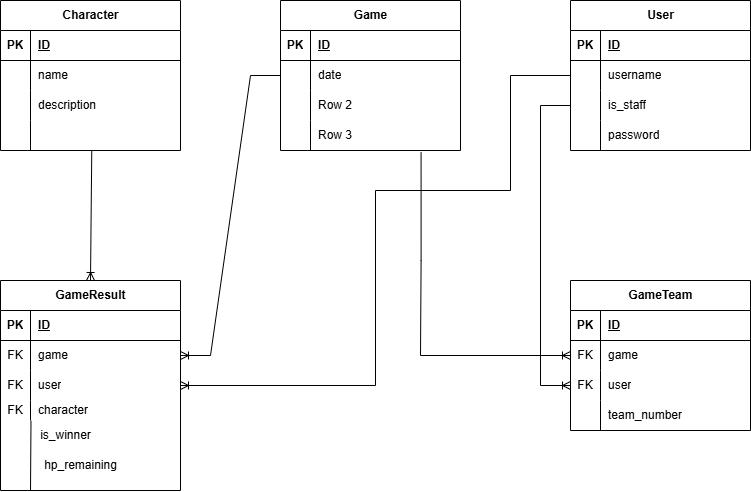 Character
PK ID
name
description
Game
PK ID
date
Row 2
Row 3
User
PK ID
username
is_staff
password
GameResult
PK ID
FK game
FK user
FK character
is_winner
hp_remaining
GameTeam
PK ID
FK game
FK user
team_number